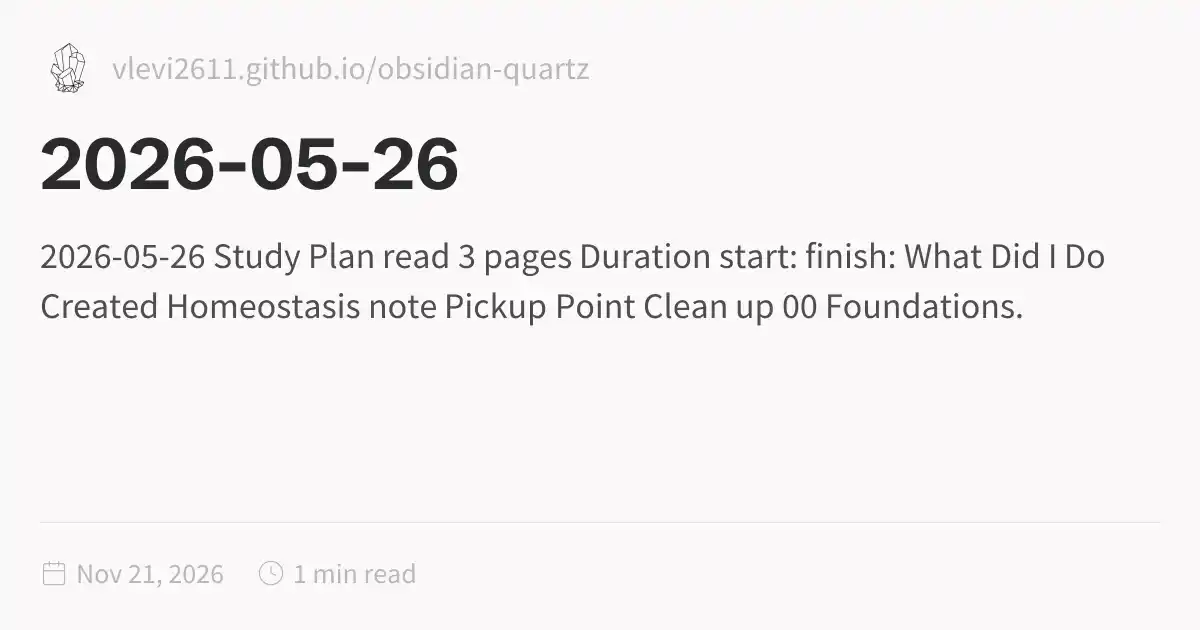 vlevi2611.github.io/obsidian-quartz
2026-05-26
2026-05-26 Study Plan read 3 pages Duration start: finish: What Did I Do
Created Homeostasis note Pickup Point Clean up 00 Foundations.
Nov 21, 2026 1 min read